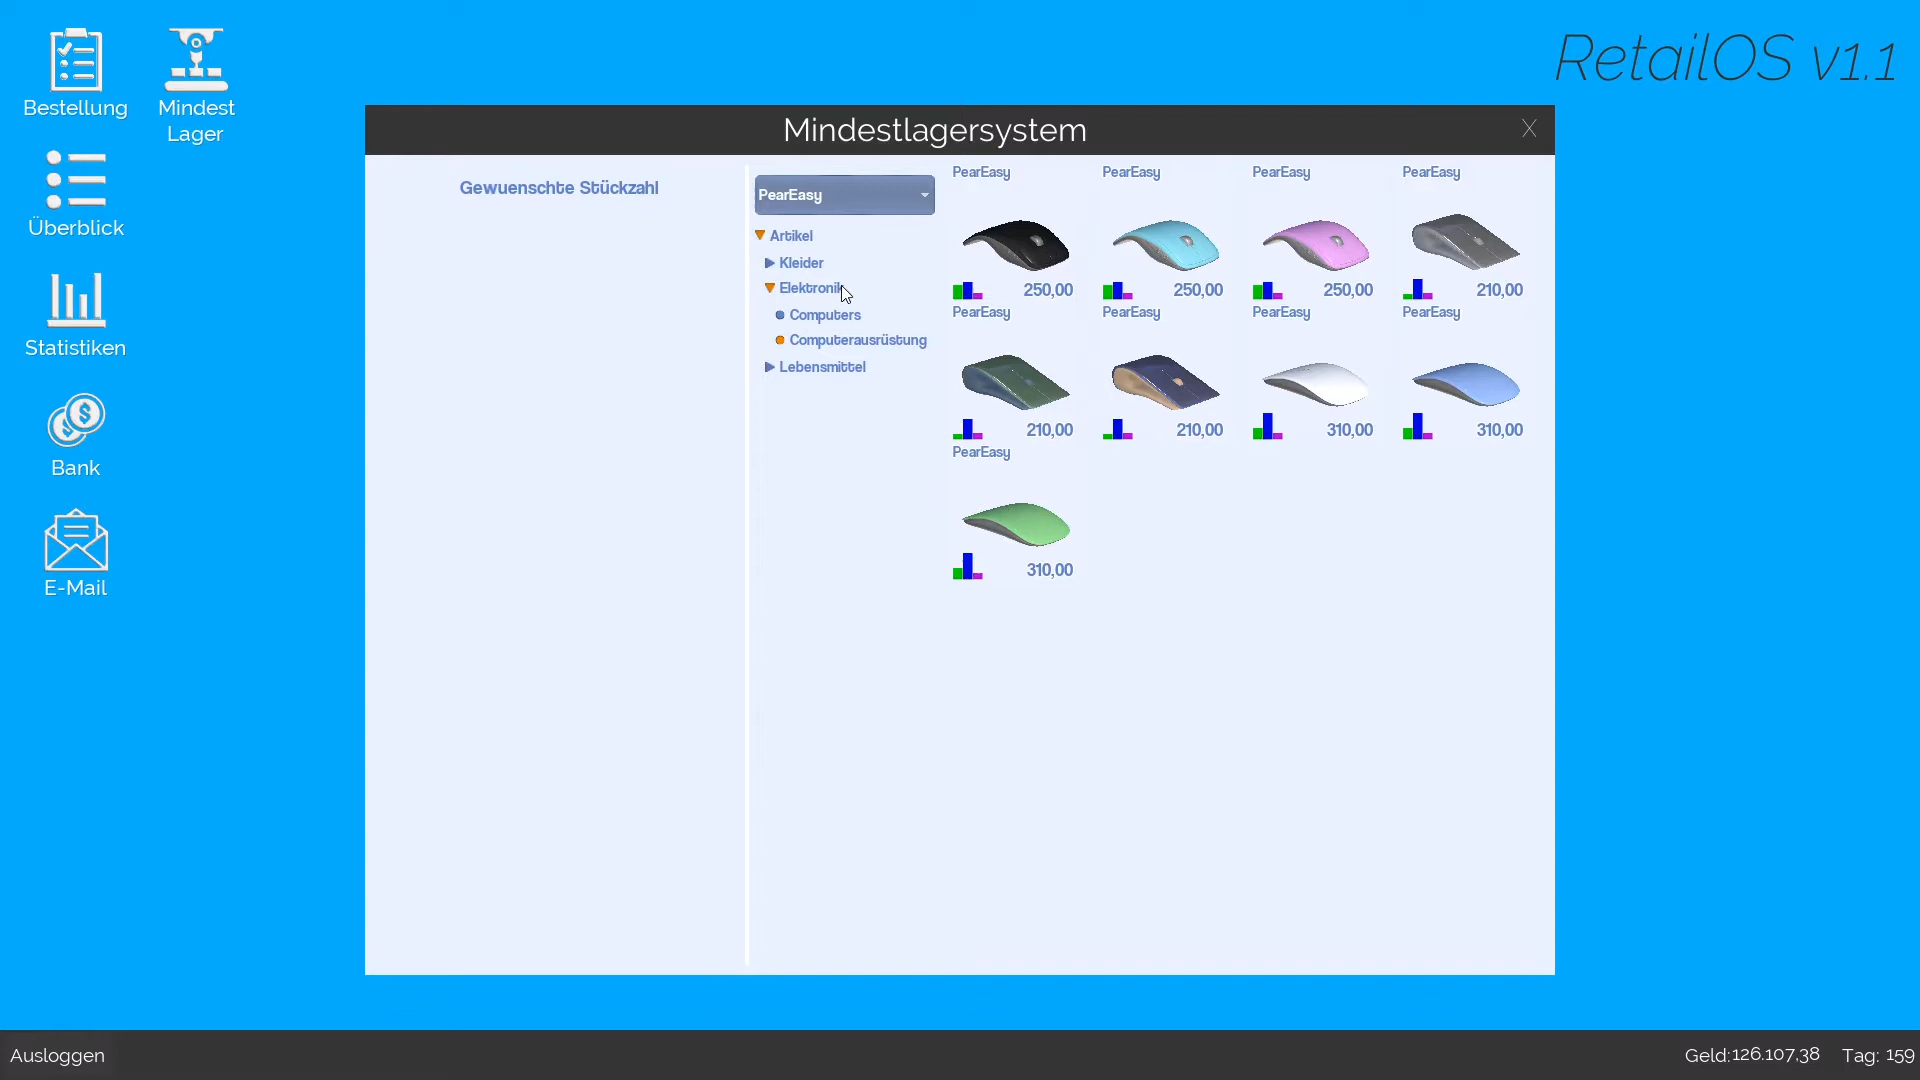 Bestellung
Mindest
Lager
Überblick
Statistiken
Bank
E-Mail
RetailOS v1.1
Mindestlagersystem
X
Gewuenschte Stückzahl
PearEasy
Artikel
Kleider
Elektronik
Computers
Computerausrüstung
Lebensmittel
PearEasy PearEasy PearEasy PearEasy
250,00 250,00 250,00 210,00
PearEasy PearEasy PearEasy PearEasy
210,00 210,00 310,00 310,00
PearEasy
310,00
Ausloggen
Geld:126.107,38 Tag: 159